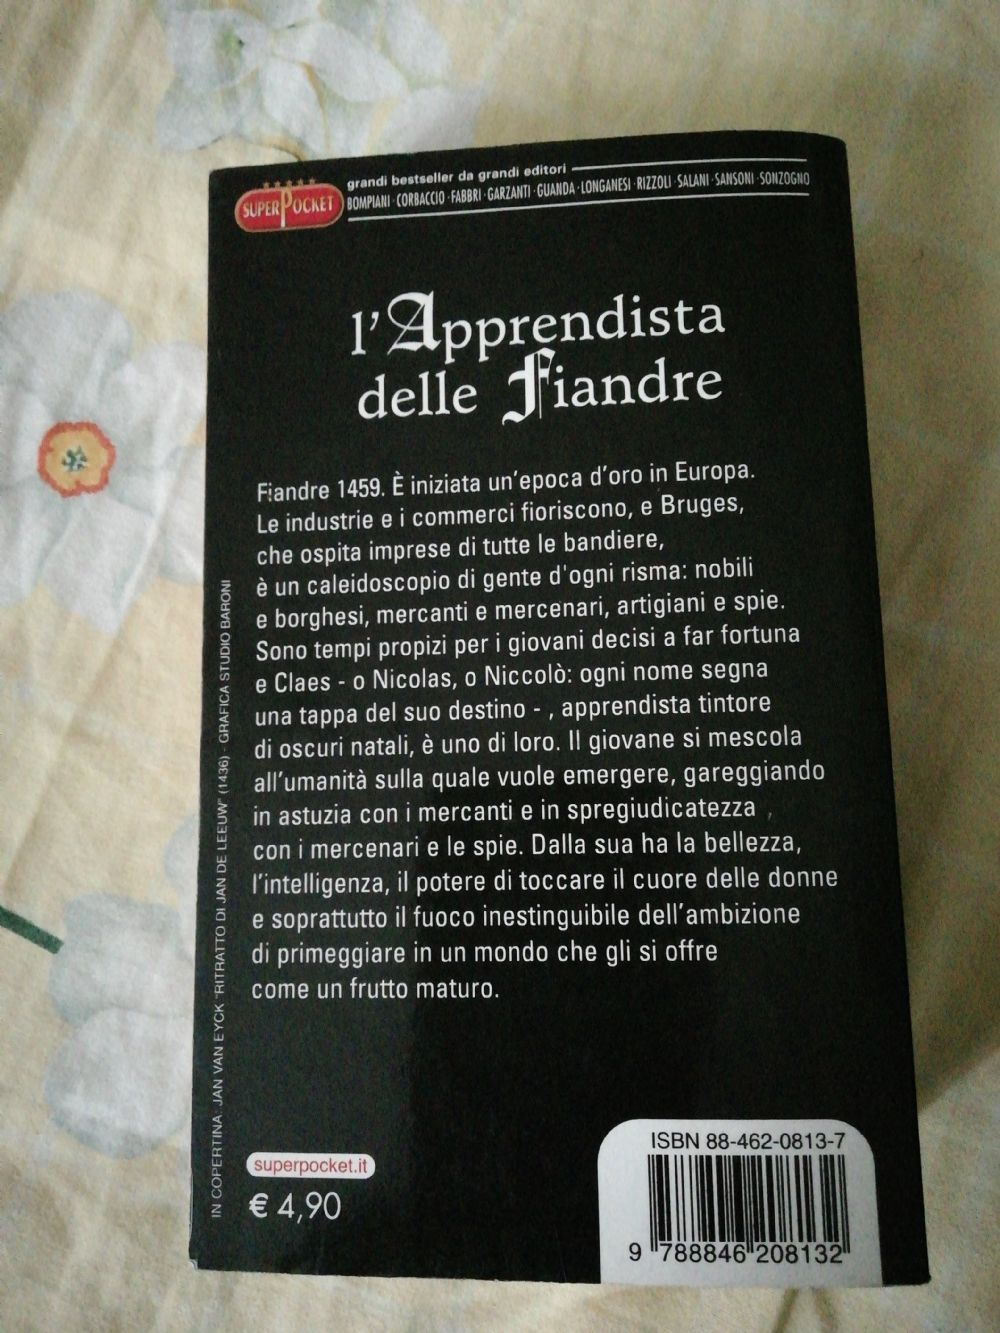 grandi bestseller da grandi editori
SUPERPOCKET
BOMPIANI · CORBACCIO · FABBRI · GARZANTI · GUANDA · LONGANESI · RIZZOLI · SALANI · SANSONI · SONZOGNO
l'Apprendista
delle Fiandre
Fiandre 1459. È iniziata un'epoca d'oro in Europa.
Le industrie e i commerci fioriscono, e Bruges,
che ospita imprese di tutte le bandiere,
è un caleidoscopio di gente d'ogni risma: nobili
e borghesi, mercanti e mercenari, artigiani e spie.
Sono tempi propizi per i giovani decisi a far fortuna
e Claes - o Nicolas, o Niccolò: ogni nome segna
una tappa del suo destino - , apprendista tintore
di oscuri natali, è uno di loro. Il giovane si mescola
all'umanità sulla quale vuole emergere, gareggiando
in astuzia con i mercanti e in spregiudicatezza
con i mercenari e le spie. Dalla sua ha la bellezza,
l'intelligenza, il potere di toccare il cuore delle donne
e soprattutto il fuoco inestinguibile dell'ambizione
di primeggiare in un mondo che gli si offre
come un frutto maturo.
IN COPERTINA: JAN VAN EYCK "RITRATTO DI JAN DE LEEUW" (1436) - GRAFICA STUDIO BARONI
superpocket.it
€ 4,90
ISBN 88-462-0813-7
9 788846 208132